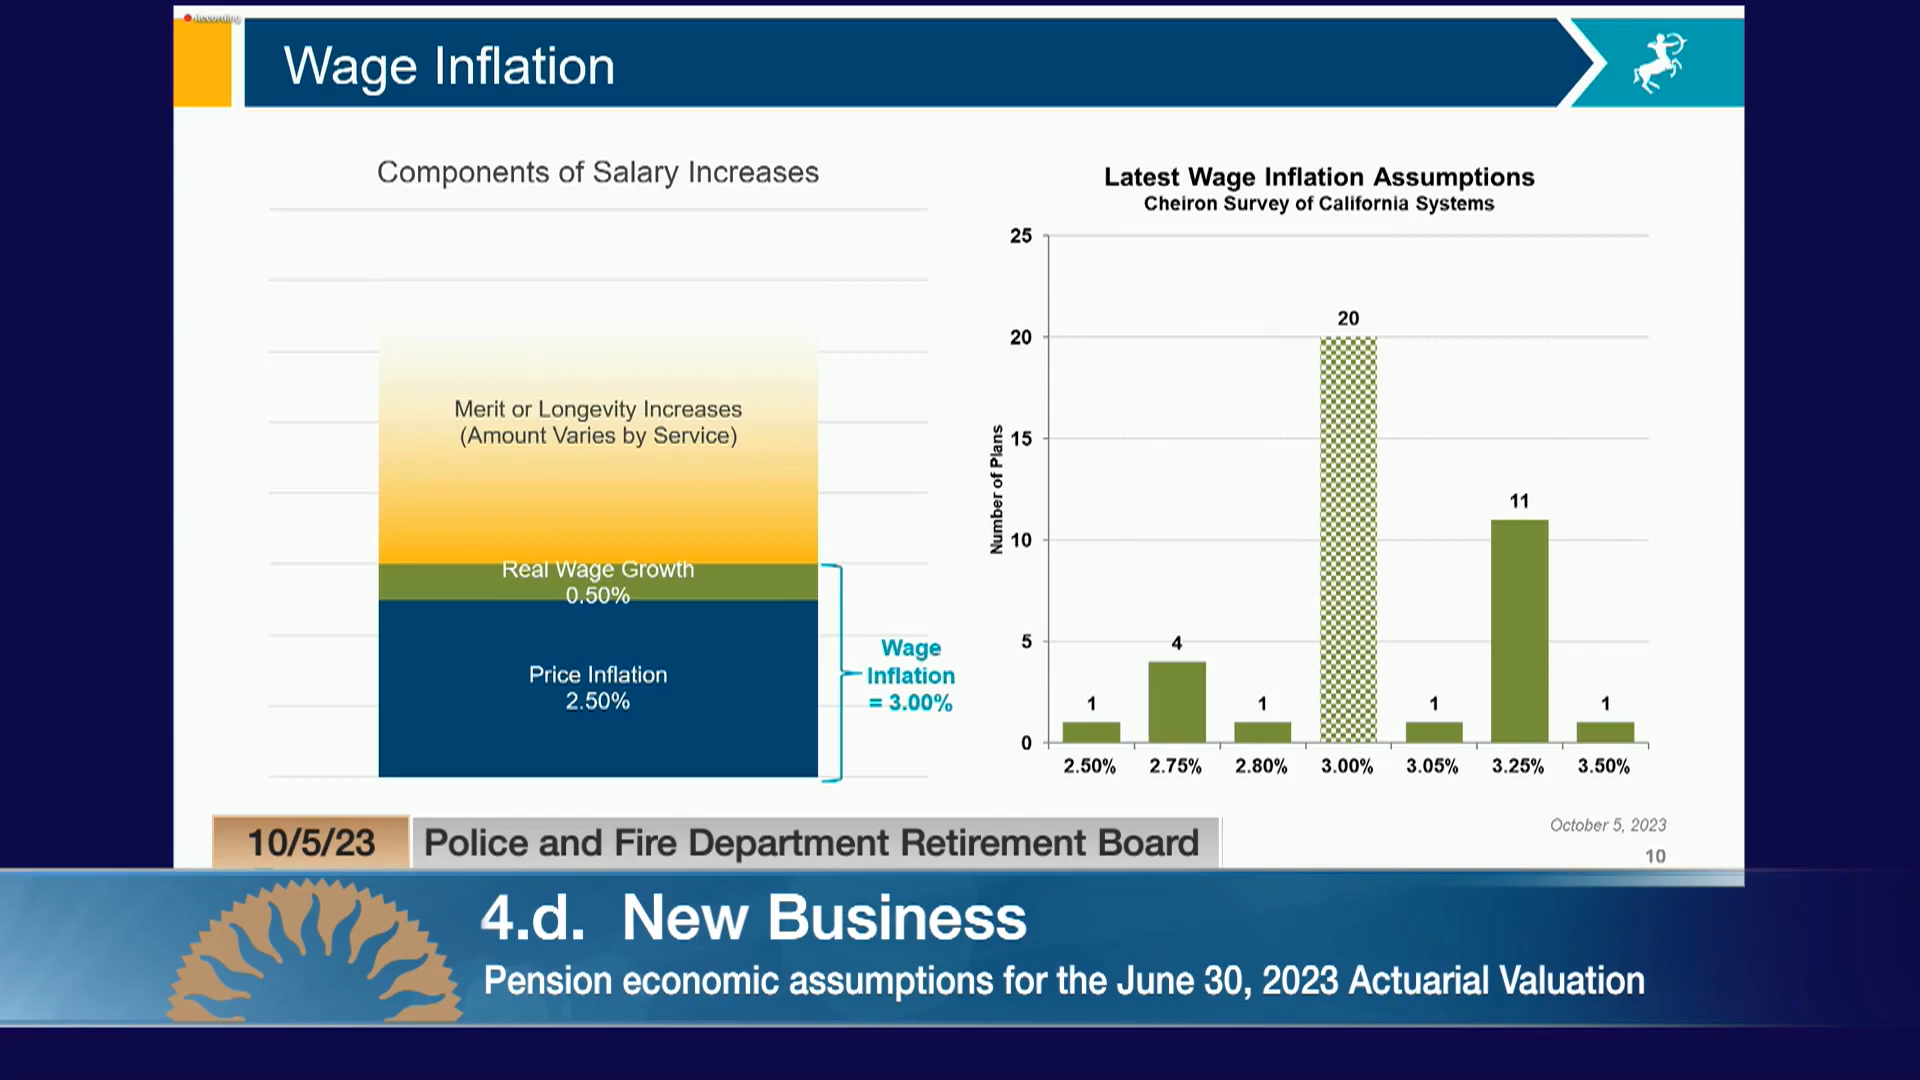 Recording
Wage Inflation
Components of Salary Increases
Merit or Longevity Increases
(Amount Varies by Service)
Real Wage Growth
0.50%
Price Inflation
2.50%
Wage
Inflation
= 3.00%
Latest Wage Inflation Assumptions
Cheiron Survey of California Systems
Number of Plans
25
20
15
10
5
0
1
4
1
20
1
11
1
2.50%
2.75%
2.80%
3.00%
3.05%
3.25%
3.50%
October 5, 2023
10
10/5/23
Police and Fire Department Retirement Board
4.d. New Business
Pension economic assumptions for the June 30, 2023 Actuarial Valuation